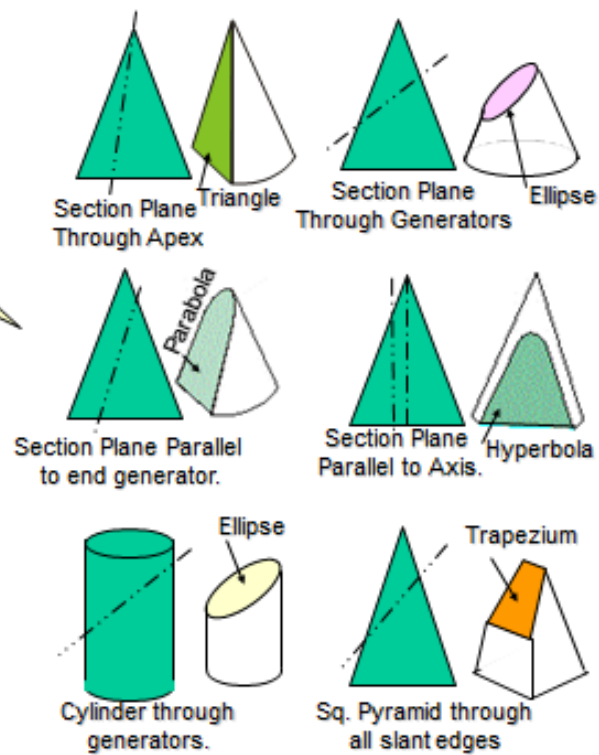 Section Plane
Through Apex
Triangle
Section Plane
Through Generators
Ellipse
Parabola
Section Plane Parallel
to end generator.
Section Plane
Parallel to Axis.
Hyperbola
Ellipse
Cylinder through
generators.
Trapezium
Sq. Pyramid through
all slant edges